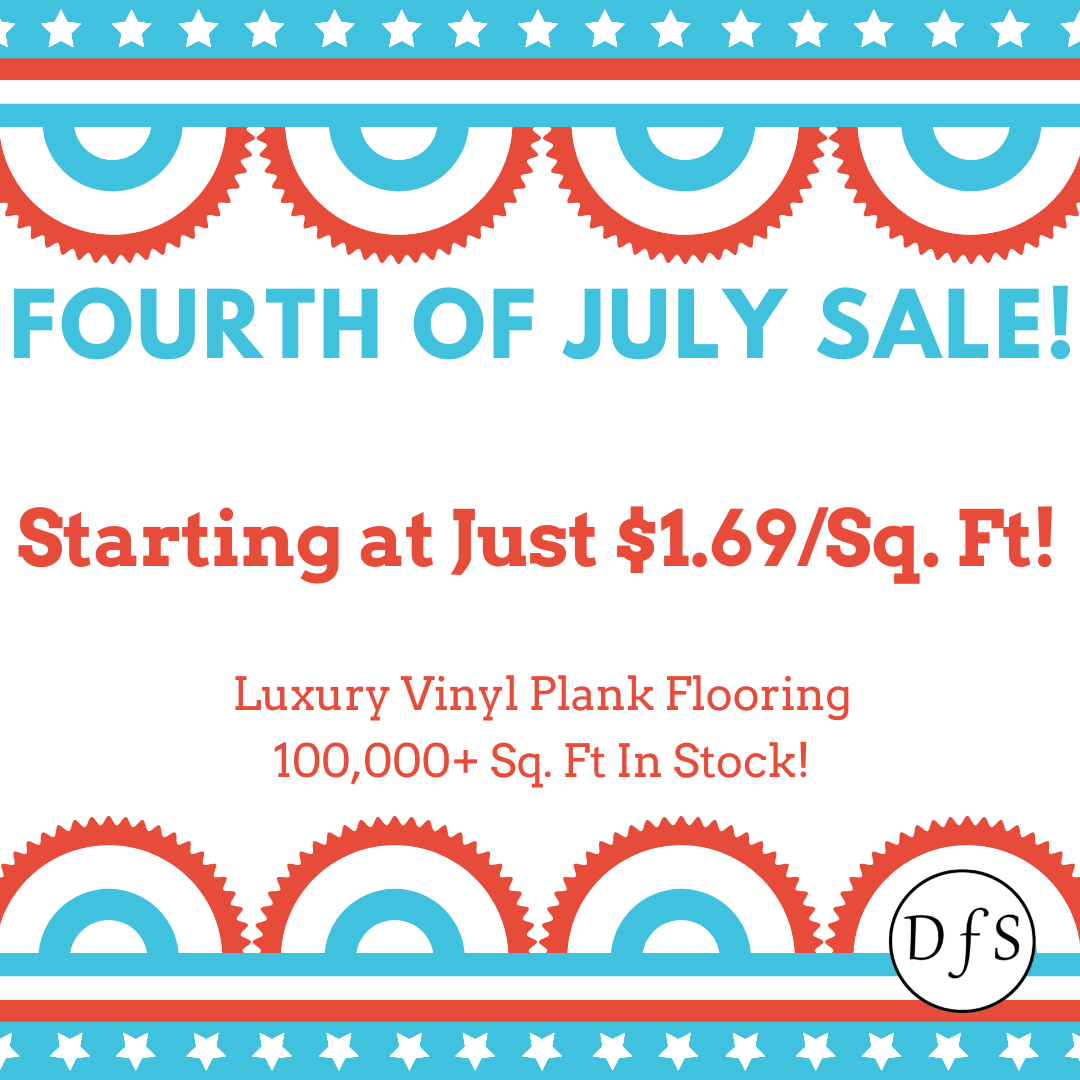 FOURTH OF JULY SALE!
Starting at Just $1.69/Sq. Ft!
Luxury Vinyl Plank Flooring
100,000+ Sq. Ft In Stock!
DfS